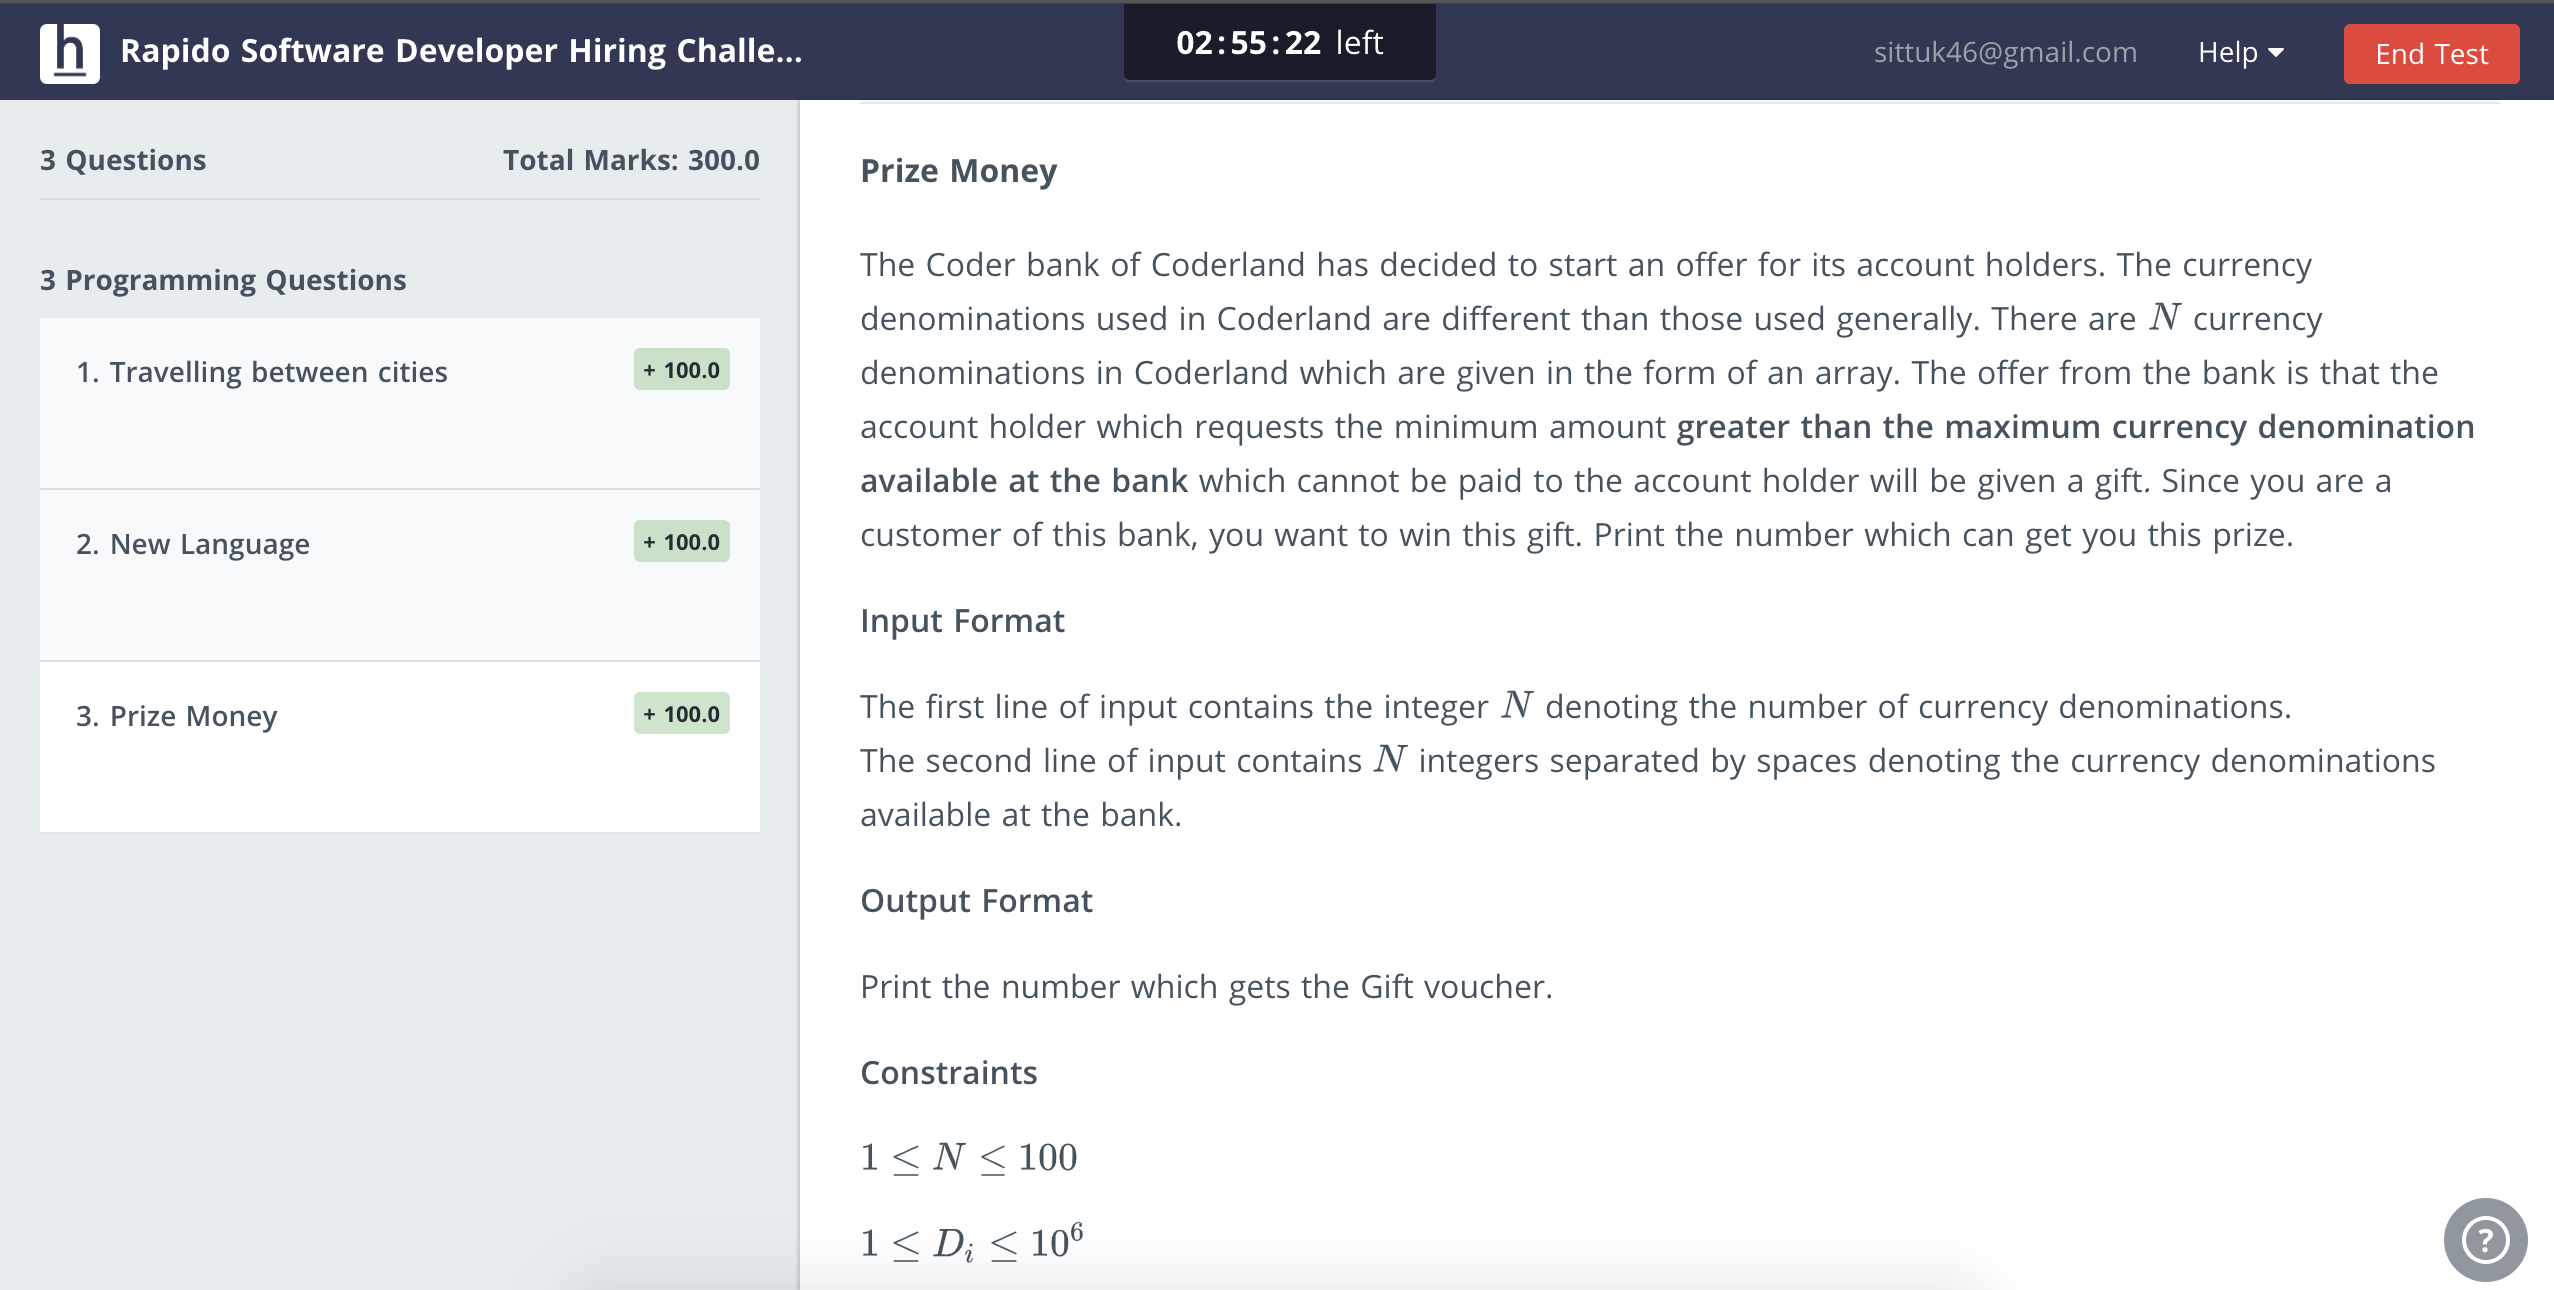 h Rapido Software Developer Hiring Challe...
02:55:22 left
sittuk46@gmail.com
Help
End Test
3 Questions
Total Marks: 300.0
3 Programming Questions
1. Travelling between cities
+ 100.0
2. New Language
+ 100.0
3. Prize Money
+ 100.0
Prize Money
The Coder bank of Coderland has decided to start an offer for its account holders. The currency
denominations used in Coderland are different than those used generally. There are N currency
denominations in Coderland which are given in the form of an array. The offer from the bank is that the
account holder which requests the minimum amount greater than the maximum currency denomination
available at the bank which cannot be paid to the account holder will be given a gift. Since you are a
customer of this bank, you want to win this gift. Print the number which can get you this prize.
Input Format
The first line of input contains the integer N denoting the number of currency denominations.
The second line of input contains N integers separated by spaces denoting the currency denominations
available at the bank.
Output Format
Print the number which gets the Gift voucher.
Constraints
1 ≤ N ≤ 100
1 ≤ Dᵢ ≤ 10⁶
?